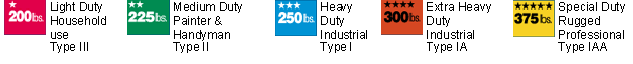 200lbs.
Light Duty
Household
use
Type III
225lbs.
Medium Duty
Painter &
Handyman
Type II
250lbs.
Heavy
Duty
Industrial
Type I
300lbs.
Extra Heavy
Duty
Industrial
Type IA
375lbs.
Special Duty
Rugged
Professional
Type IAA